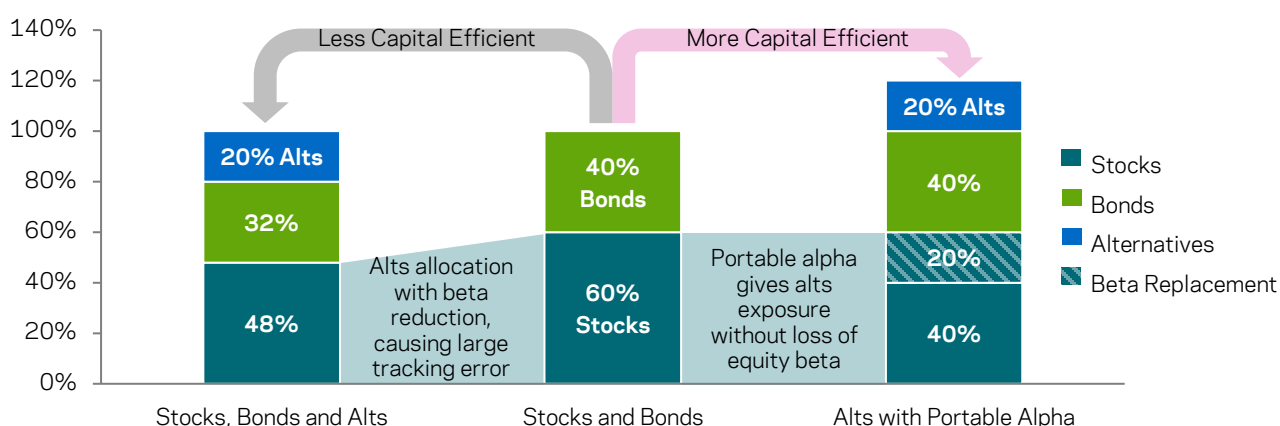 140%
120%
100%
80%
60%
40%
20%
0%
Less Capital Efficient
More Capital Efficient
20% Alts
32%
48%
Alts allocation
with beta
reduction,
causing large
tracking error
40%
Bonds
60%
Stocks
Portable alpha
gives alts
exposure
without loss of
equity beta
20% Alts
40%
20%
40%
Stocks
Bonds
Alternatives
Beta Replacement
Stocks, Bonds and Alts
Stocks and Bonds
Alts with Portable Alpha